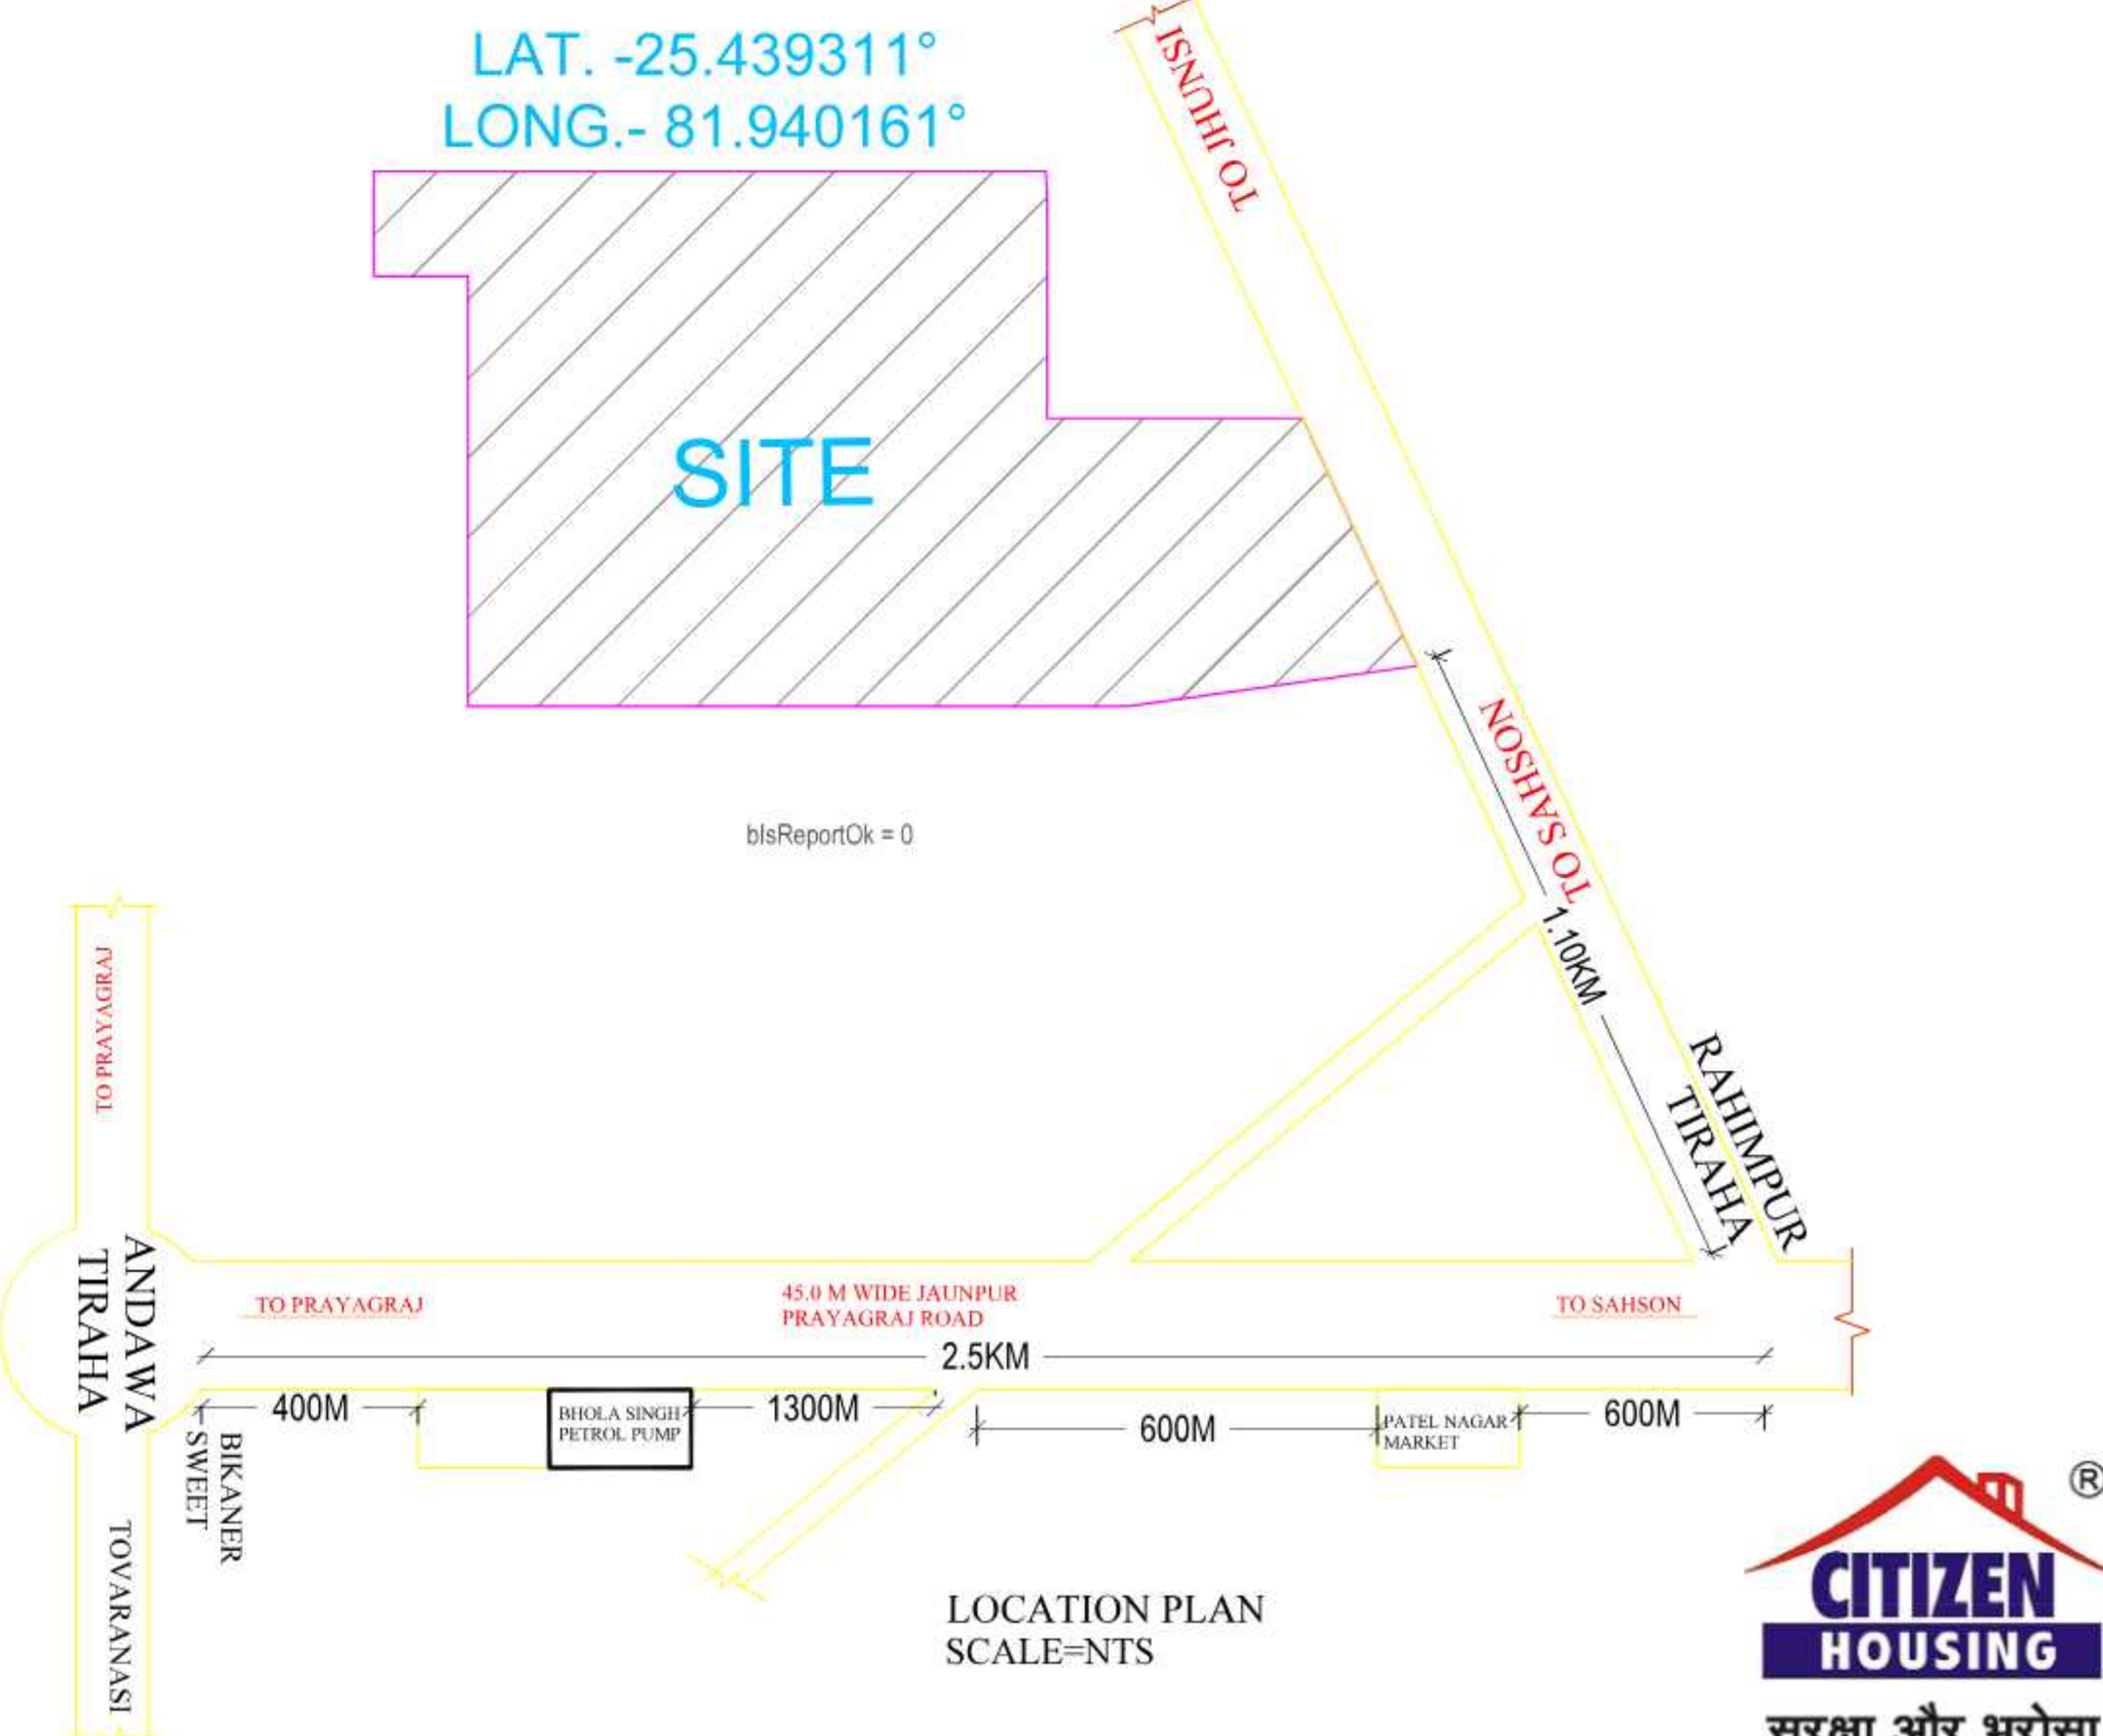 LAT. -25.439311°
LONG.- 81.940161°
TO JHUNSI
SITE
TO SAHSON
bIsReportOk = 0
1.10KM
RAHIMPUR
TIRAHA
TO PRAYAGRAJ
ANDAWA
TIRAHA
TO PRAYAGRAJ
45.0 M WIDE JAUNPUR
PRAYAGRAJ ROAD
TO SAHSON
2.5KM
400M
BHOLA SINGH
PETROL PUMP
1300M
600M
PATEL NAGAR
MARKET
600M
BIKANER
SWEET
TOVARANASI
LOCATION PLAN
SCALE=NTS
®
CITIZEN
HOUSING
सुरक्षा और भरोसा